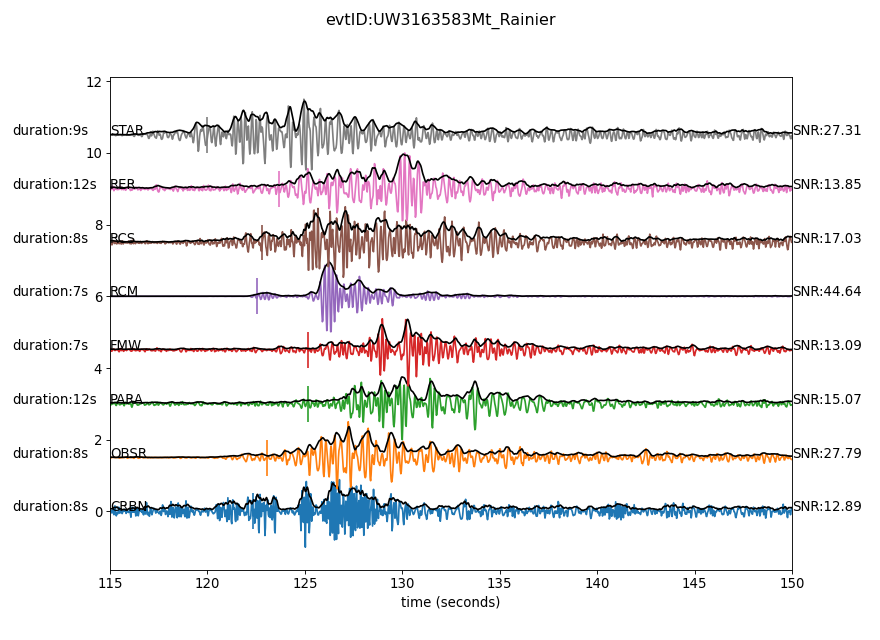 evtID:UW3163583Mt_Rainier
12
duration:9s STAR SNR:27.31
10
duration:12s RER SNR:13.85
8
duration:8s RCS SNR:17.03
duration:7s RCM SNR:44.64
6
duration:7s FMW SNR:13.09
4
duration:12s PARA SNR:15.07
2
duration:8s OBSR SNR:27.79
duration:8s CRBN SNR:12.89
0
115 120 125 130 135 140 145 150
time (seconds)